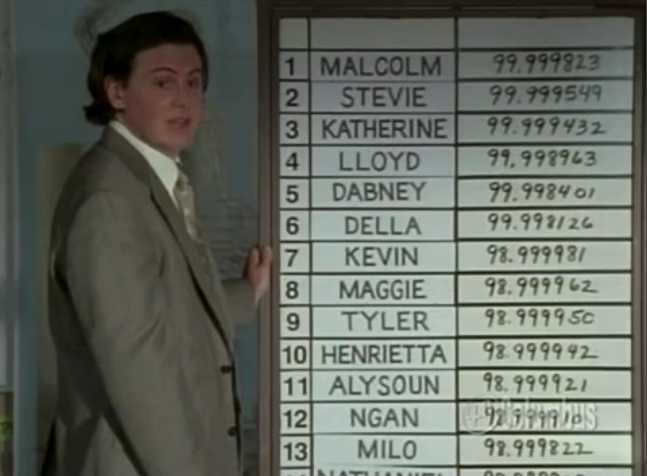 1 MALCOLM 99.999823
2 STEVIE 99.999549
3 KATHERINE 99.999432
4 LLOYD 99.998963
5 DABNEY 99.998401
6 DELLA 99.998126
7 KEVIN 98.999981
8 MAGGIE 98.999962
9 TYLER 98.999950
10 HENRIETTA 98.999942
11 ALYSOUN 98.999921
12 NGAN
13 MILO 98.999822
NATHANIEL